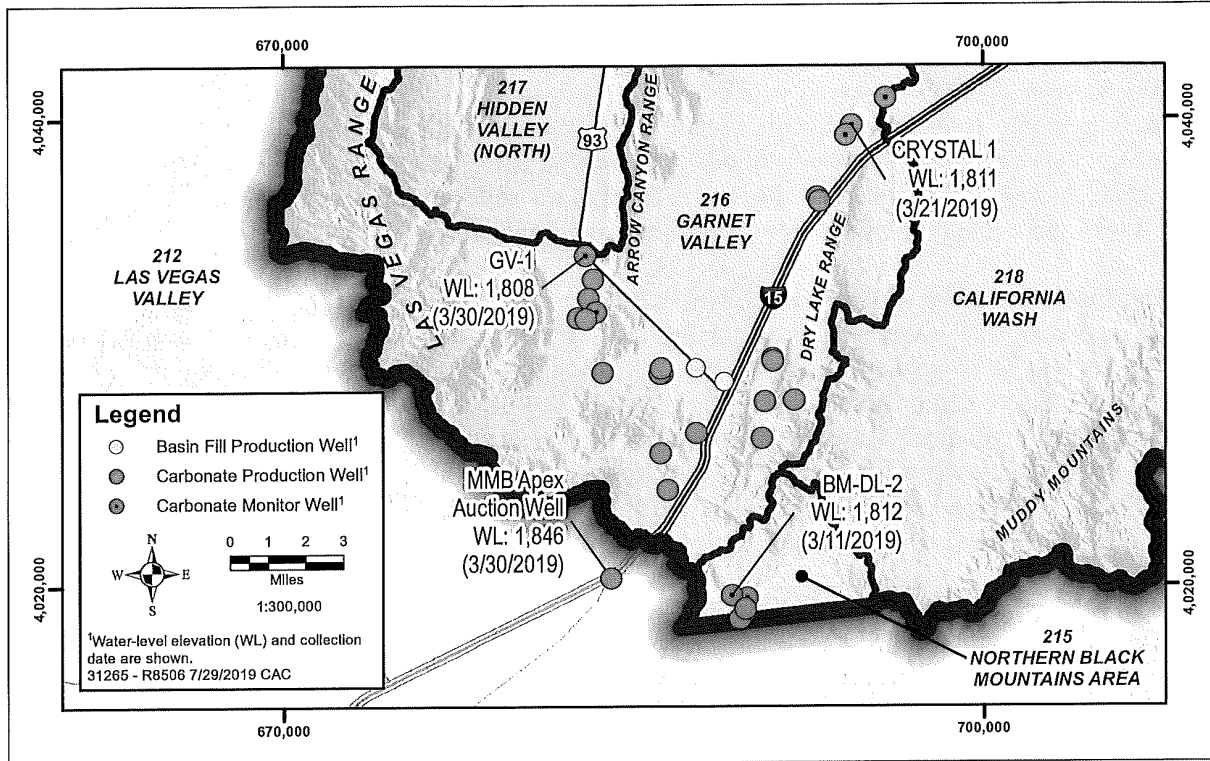 670,000
700,000
4,040,000
4,040,000
217
HIDDEN
VALLEY
(NORTH)
93
LAS VEGAS RANGE
ARROW CANYON RANGE
CRYSTAL 1
WL: 1,811
(3/21/2019)
216
GARNET
VALLEY
212
LAS VEGAS
VALLEY
GV-1
WL: 1,808
(3/30/2019)
15
DRY LAKE RANGE
218
CALIFORNIA
WASH
MUDDY MOUNTAINS
MMB Apex
Auction Well
WL: 1,846
(3/30/2019)
BM-DL-2
WL: 1,812
(3/11/2019)
Legend
Basin Fill Production Well¹
Carbonate Production Well¹
Carbonate Monitor Well¹
N
W E
S
0 1 2 3
Miles
1:300,000
¹Water-level elevation (WL) and collection
date are shown.
31265 - R8506 7/29/2019 CAC
4,020,000
4,020,000
215
NORTHERN BLACK
MOUNTAINS AREA
670,000
700,000